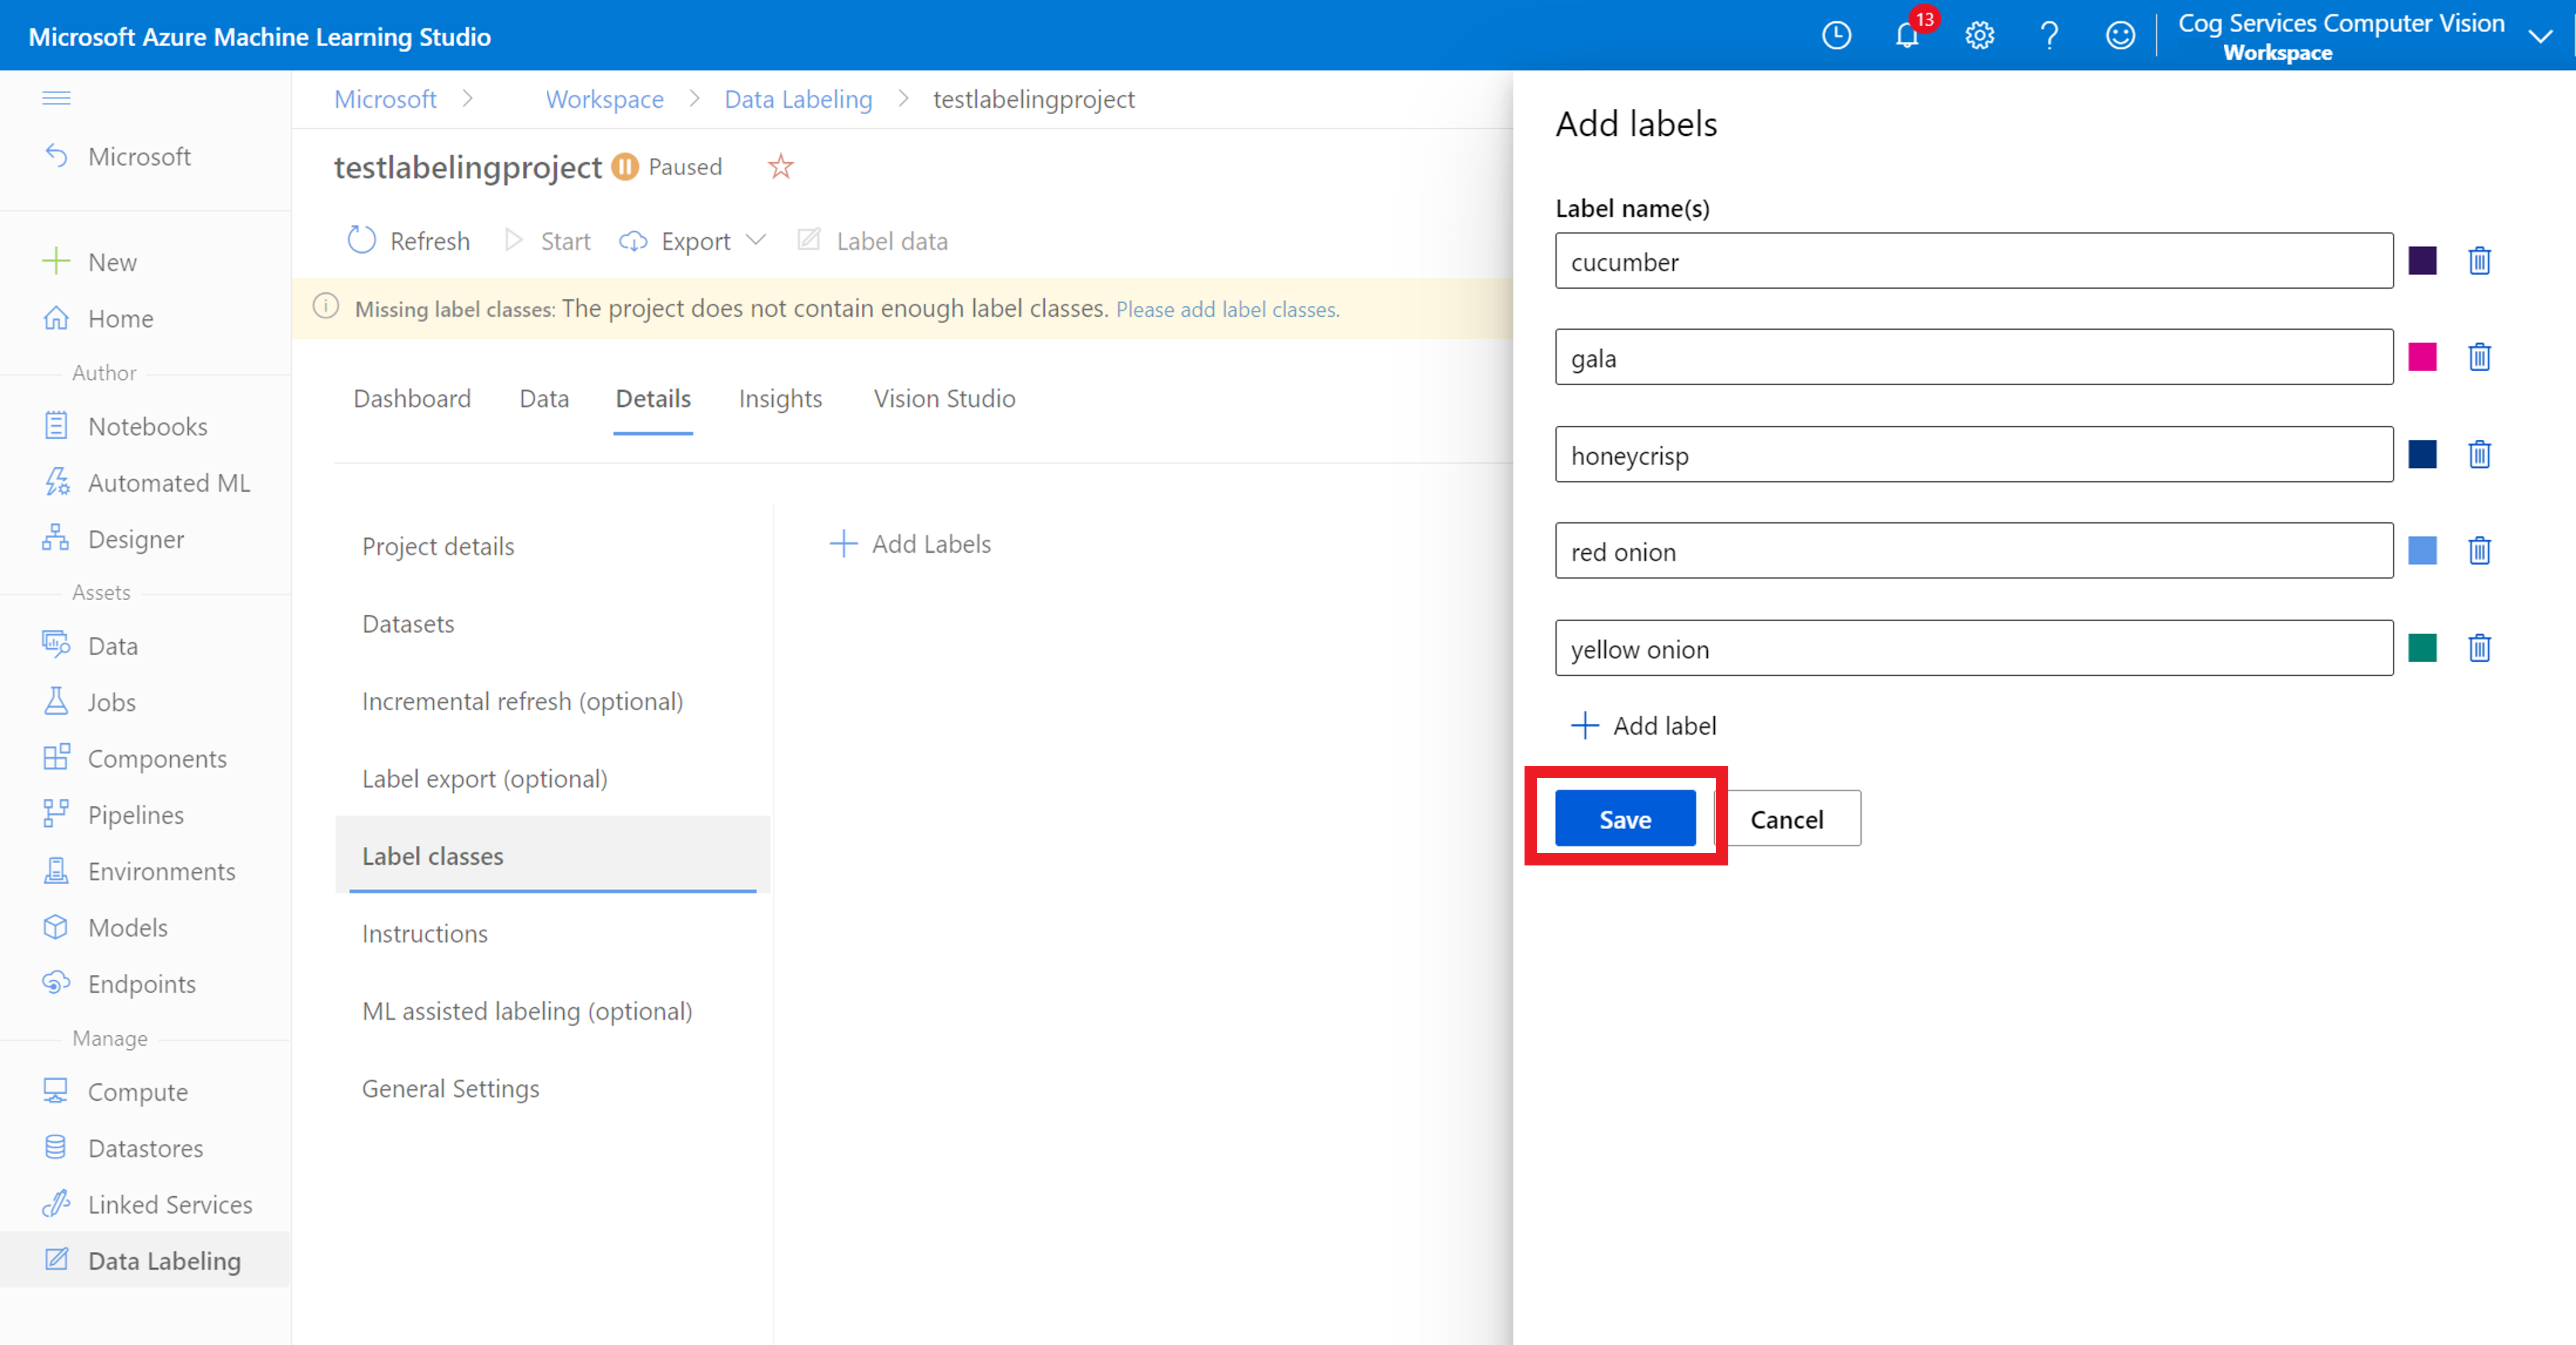 Microsoft Azure Machine Learning Studio
13
Cog Services Computer Vision
Workspace
Microsoft
New
Home
Author
Notebooks
Automated ML
Designer
Assets
Data
Jobs
Components
Pipelines
Environments
Models
Endpoints
Manage
Compute
Datastores
Linked Services
Data Labeling
Microsoft > Workspace > Data Labeling > testlabelingproject
testlabelingproject Paused
Refresh Start Export Label data
Missing label classes: The project does not contain enough label classes. Please add label classes.
Dashboard Data Details Insights Vision Studio
Project details
Datasets
Incremental refresh (optional)
Label export (optional)
Label classes
Instructions
ML assisted labeling (optional)
General Settings
Add Labels
Add labels
Label name(s)
cucumber
gala
honeycrisp
red onion
yellow onion
Add label
Save Cancel